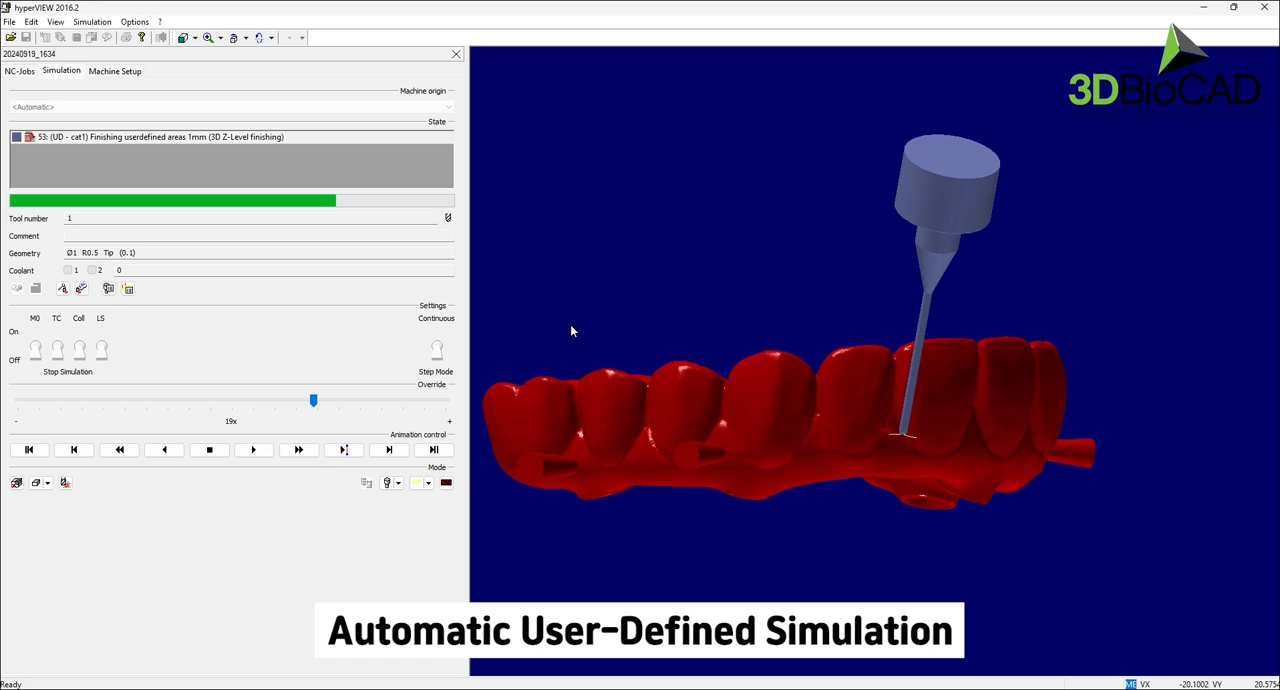 hyperVIEW 2016.2
File Edit View Simulation Options ?
20240919_1634
NC-Jobs Simulation Machine Setup
Machine origin
<Automatic>
State
53: (UD - cat1) Finishing userdefined areas 1mm (3D Z-Level finishing)
Tool number 1
Comment
Geometry Ø1 R0.5 Tip (0.1)
Coolant 1 2 0
Settings
M0 TC Coll LS Continuous
On
Off
Stop Simulation Step Mode
Override
- 19x +
Animation control
Mode
3DBioCAD
Automatic User-Defined Simulation
Ready ME VX -20.1002 VY 20.5754